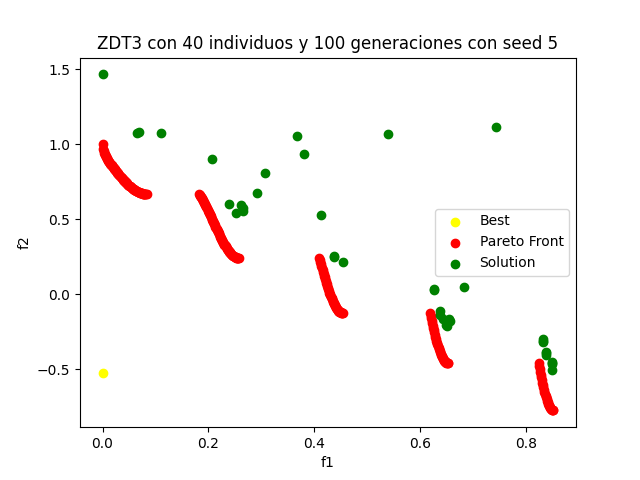 ZDT3 con 40 individuos y 100 generaciones con seed 5
1.5
1.0
0.5
0.0
−0.5
f2
Best
Pareto Front
Solution
0.0 0.2 0.4 0.6 0.8
f1